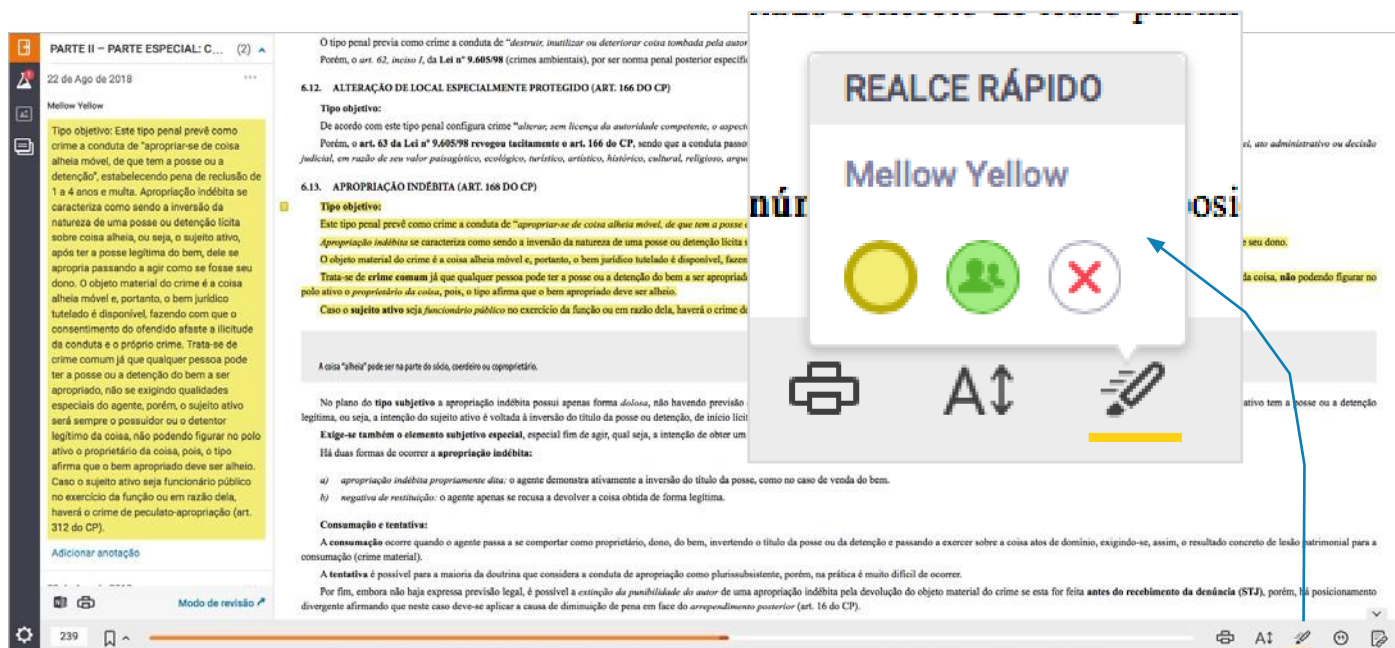 PARTE II – PARTE ESPECIAL: C... (2)
22 de Ago de 2018
Mellow Yellow
Tipo objetivo: Este tipo penal prevê como
crime a conduta de "apropriar-se de coisa
alheia móvel, de que tem a posse ou a
detenção", estabelecendo pena de reclusão de
1 a 4 anos e multa. Apropriação indébita se
caracteriza como sendo a inversão da
natureza de uma posse ou detenção lícita
sobre coisa alheia, ou seja, o sujeito ativo,
após ter a posse legítima do bem, dele se
apropria passando a agir como se fosse seu
dono. O objeto material do crime é a coisa
alheia móvel e, portanto, o bem jurídico
tutelado é disponível, fazendo com que o
consentimento do ofendido afaste a ilicitude
da conduta e o próprio crime. Trata-se de
crime comum já que qualquer pessoa pode
ter a posse ou a detenção do bem a ser
apropriado, não se exigindo qualidades
especiais do agente, porém, o sujeito ativo
será sempre o possuidor ou o detentor
legítimo da coisa, não podendo figurar no polo
ativo o proprietário da coisa, pois, o tipo
afirma que o bem apropriado deve ser alheio.
Caso o sujeito ativo seja funcionário público
no exercício da função ou em razão dela,
haverá o crime de peculato-apropriação (art.
312 do CP).
Adicionar anotação
Modo de revisão
239
O tipo penal previa como crime a conduta de "destruir, inutilizar ou deteriorar coisa tombada pela autor
Porém, o art. 62, inciso I, da Lei nº 9.605/98 (crimes ambientais), por ser norma penal posterior específi
6.12. ALTERAÇÃO DE LOCAL ESPECIALMENTE PROTEGIDO (ART. 166 DO CP)
Tipo objetivo:
De acordo com este tipo penal configura crime "alterar, sem licença da autoridade competente, o aspect
Porém, o art. 63 da Lei nº 9.605/98 revogou tacitamente o art. 166 do CP, sendo que a conduta passo ei, ato administrativo ou decisão
judicial, em razão de seu valor paisagístico, ecológico, turístico, artístico, histórico, cultural, religioso, arque
6.13. APROPRIAÇÃO INDÉBITA (ART. 168 DO CP)
Tipo objetivo:
Este tipo penal prevê como crime a conduta de "apropriar-se de coisa alheia móvel, de que tem a posse o
Apropriação indébita se caracteriza como sendo a inversão da natureza de uma posse ou detenção lícita s e seu dono.
O objeto material do crime é a coisa alheia móvel e, portanto, o bem jurídico tutelado é disponível, fazen
Trata-se de crime comum já que qualquer pessoa pode ter a posse ou a detenção do bem a ser apropriad da coisa, não podendo figurar no
polo ativo o proprietário da coisa, pois, o tipo afirma que o bem apropriado deve ser alheio.
Caso o sujeito ativo seja funcionário público no exercício da função ou em razão dela, haverá o crime de
A coisa "alheia" pode ser na parte do sócio, coerdeiro ou coproprietário.
No plano do tipo subjetivo a apropriação indébita possui apenas forma dolosa, não havendo previsão ativo tem a posse ou a detenção
legítima, ou seja, a intenção do sujeito ativo é voltada à inversão do título da posse ou detenção, de início lícit
Exige-se também o elemento subjetivo especial, especial fim de agir, qual seja, a intenção de obter um
Há duas formas de ocorrer a apropriação indébita:
a) apropriação indébita propriamente dita: o agente demonstra ativamente a inversão do título da posse, como no caso de venda do bem.
b) negativa de restituição: o agente apenas se recusa a devolver a coisa obtida de forma legítima.
Consumação e tentativa:
A consumação ocorre quando o agente passa a se comportar como proprietário, dono, do bem, invertendo o título da posse ou da detenção e passando a exercer sobre a coisa atos de domínio, exigindo-se, assim, o resultado concreto de lesão patrimonial para a
consumação (crime material).
A tentativa é possível para a maioria da doutrina que considera a conduta de apropriação como plurissubsistente, porém, na prática é muito difícil de ocorrer.
Por fim, embora não haja expressa previsão legal, é possível a extinção da punibilidade do autor de uma apropriação indébita pela devolução do objeto material do crime se esta for feita antes do recebimento da denúncia (STJ), porém, há posicionamento
divergente afirmando que neste caso deve-se aplicar a causa de diminuição de pena em face do arrependimento posterior (art. 16 do CP).
REALCE RÁPIDO
Mellow Yellow
núr
osi
A
A